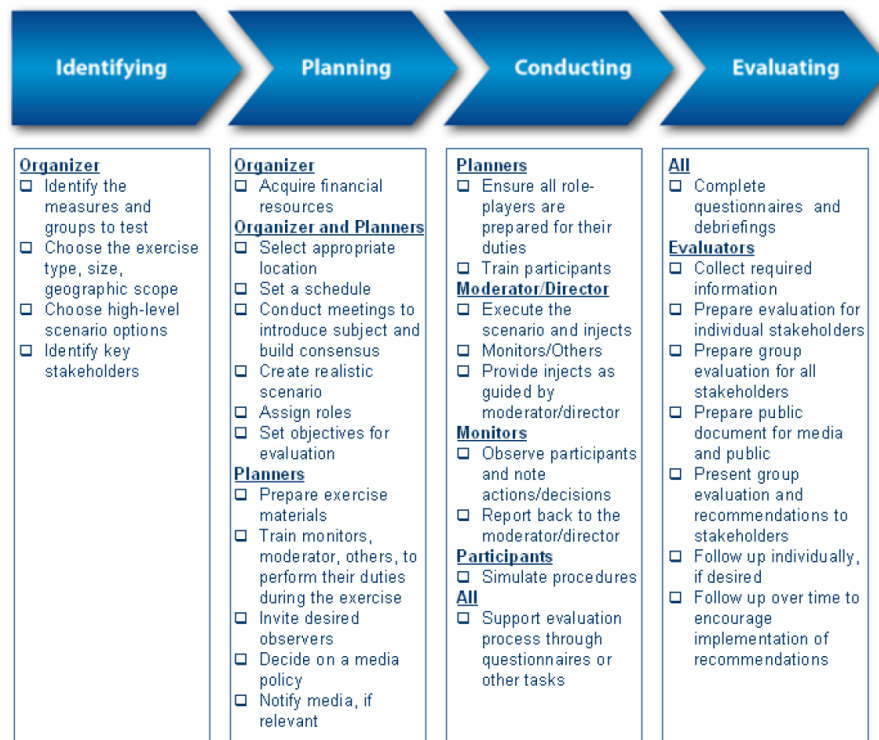 Identifying
Planning
Conducting
Evaluating
Organizer
❑ Identify the
measures and
groups to test
❑ Choose the exercise
type, size,
geographic scope
❑ Choose high-level
scenario options
❑ Identify key
stakeholders
Organizer
❑ Acquire financial
resources
Organizer and Planners
❑ Select appropriate
location
❑ Set a schedule
❑ Conduct meetings to
introduce subject and
build consensus
❑ Create realistic
scenario
❑ Assign roles
❑ Set objectives for
evaluation
Planners
❑ Prepare exercise
materials
❑ Train monitors,
moderator, others, to
perform their duties
during the exercise
❑ Invite desired
observers
❑ Decide on a media
policy
❑ Notify media, if
relevant
Planners
❑ Ensure all role-
players are
prepared for their
duties
❑ Train participants
Moderator/Director
❑ Execute the
scenario and injects
❑ Monitors/Others
❑ Provide injects as
guided by
moderator/director
Monitors
❑ Observe participants
and note
actions/decisions
❑ Report back to the
moderator/director
Participants
❑ Simulate procedures
All
❑ Support evaluation
process through
questionnaires or
other tasks
All
❑ Complete
questionnaires and
debriefings
Evaluators
❑ Collect required
information
❑ Prepare evaluation for
individual stakeholders
❑ Prepare group
evaluation for all
stakeholders
❑ Prepare public
document for media
and public
❑ Present group
evaluation and
recommendations to
stakeholders
❑ Follow up individually,
if desired
❑ Follow up over time to
encourage
implementation of
recommendations